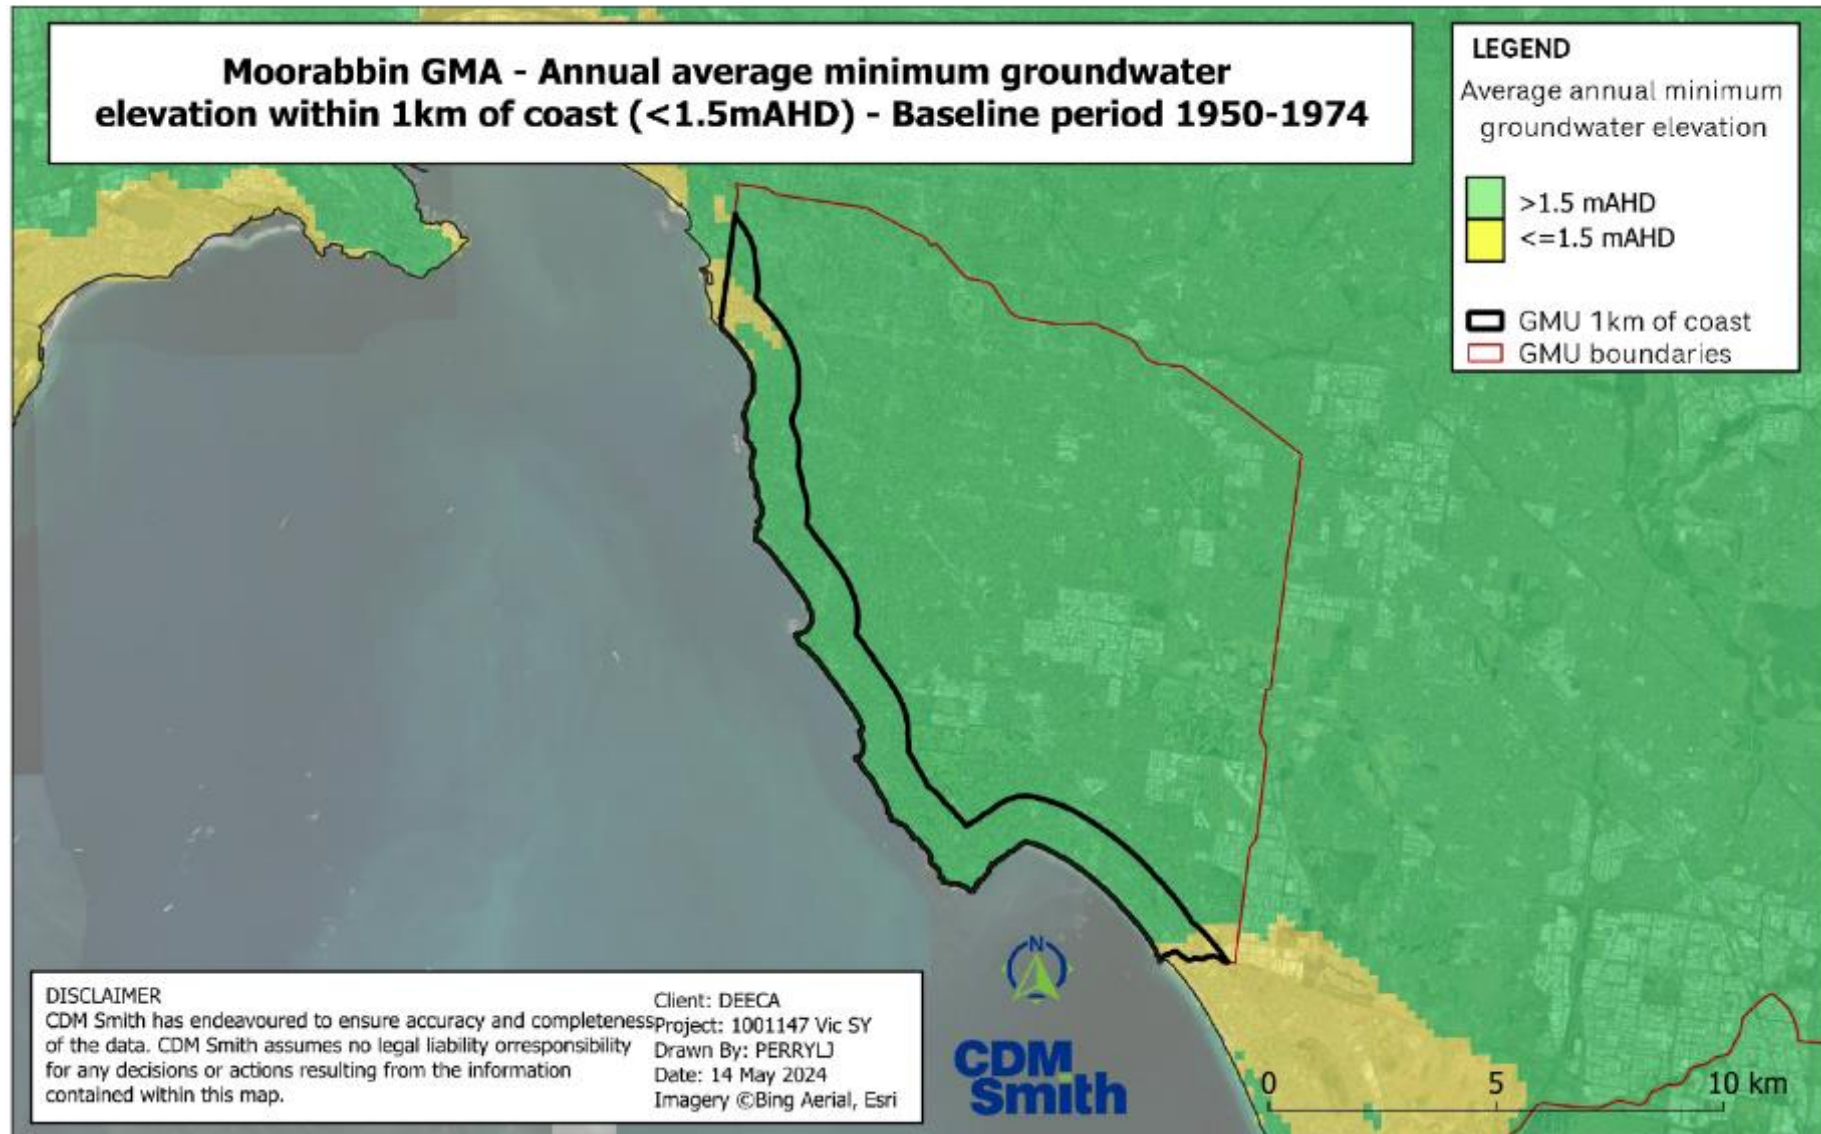 Moorabbin GMA - Annual average minimum groundwater
elevation within 1km of coast (<1.5mAHD) - Baseline period 1950-1974
LEGEND
Average annual minimum
groundwater elevation
>1.5 mAHD
<=1.5 mAHD
GMU 1km of coast
GMU boundaries
DISCLAIMER
CDM Smith has endeavoured to ensure accuracy and completeness
of the data. CDM Smith assumes no legal liability orresponsibility
for any decisions or actions resulting from the information
contained within this map.
Client: DEECA
Project: 1001147 Vic SY
Drawn By: PERRYLJ
Date: 14 May 2024
Imagery ©Bing Aerial, Esri
N
CDM
Smith
0 5 10 km